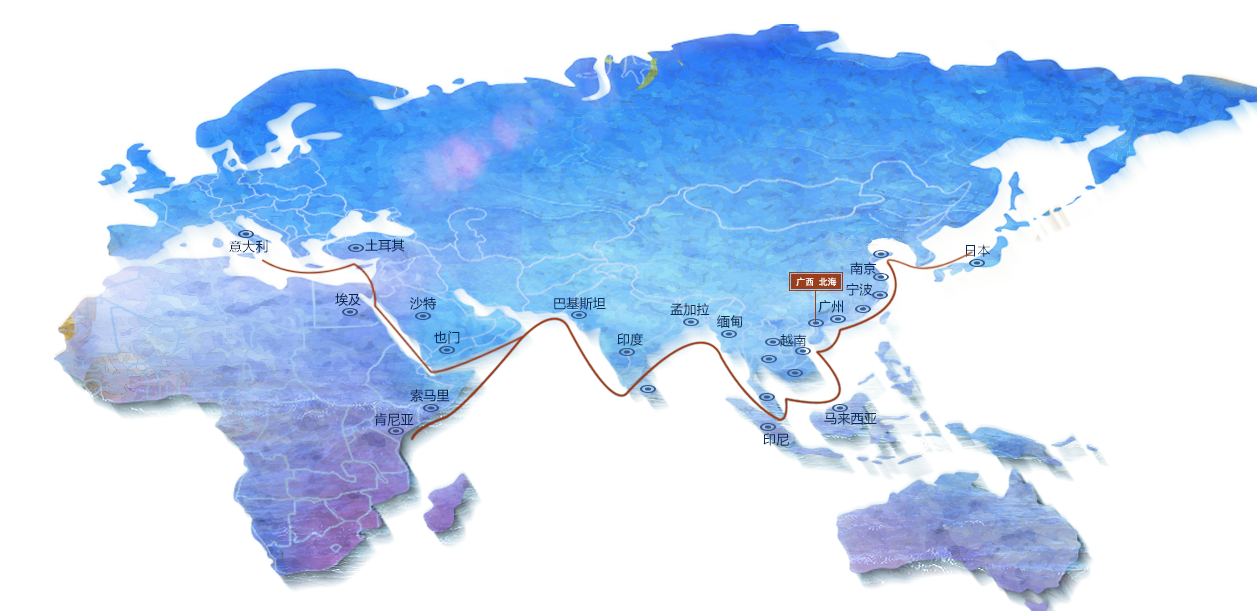 日本
意大利
土耳其
南京
广西 北海
宁波
埃及
沙特
巴基斯坦
广州
孟加拉
缅甸
也门
印度
越南
索马里
肯尼亚
马来西亚
印尼